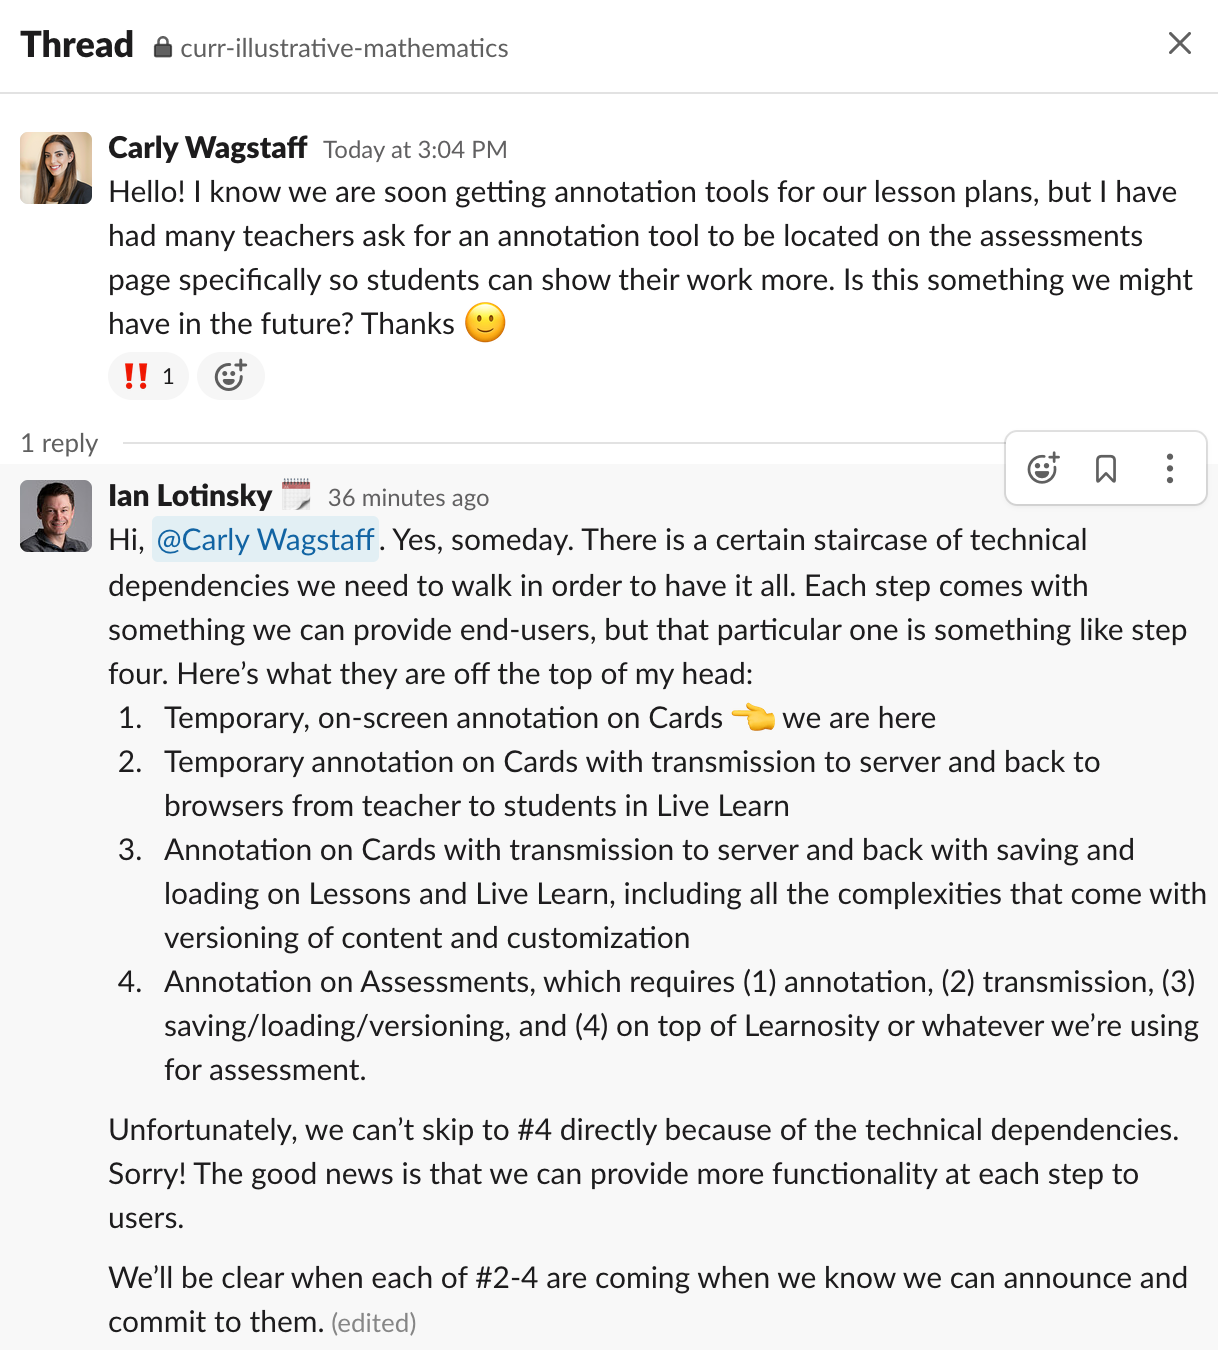 Thread curr-illustrative-mathematics
Carly Wagstaff Today at 3:04 PM
Hello! I know we are soon getting annotation tools for our lesson plans, but I have
had many teachers ask for an annotation tool to be located on the assessments
page specifically so students can show their work more. Is this something we might
have in the future? Thanks 🙂
‼️ 1
1 reply
Ian Lotinsky 36 minutes ago
Hi, @Carly Wagstaff. Yes, someday. There is a certain staircase of technical
dependencies we need to walk in order to have it all. Each step comes with
something we can provide end-users, but that particular one is something like step
four. Here’s what they are off the top of my head:
1. Temporary, on-screen annotation on Cards 👈 we are here
2. Temporary annotation on Cards with transmission to server and back to
browsers from teacher to students in Live Learn
3. Annotation on Cards with transmission to server and back with saving and
loading on Lessons and Live Learn, including all the complexities that come with
versioning of content and customization
4. Annotation on Assessments, which requires (1) annotation, (2) transmission, (3)
saving/loading/versioning, and (4) on top of Learnosity or whatever we’re using
for assessment.
Unfortunately, we can’t skip to #4 directly because of the technical dependencies.
Sorry! The good news is that we can provide more functionality at each step to
users.
We’ll be clear when each of #2-4 are coming when we know we can announce and
commit to them. (edited)